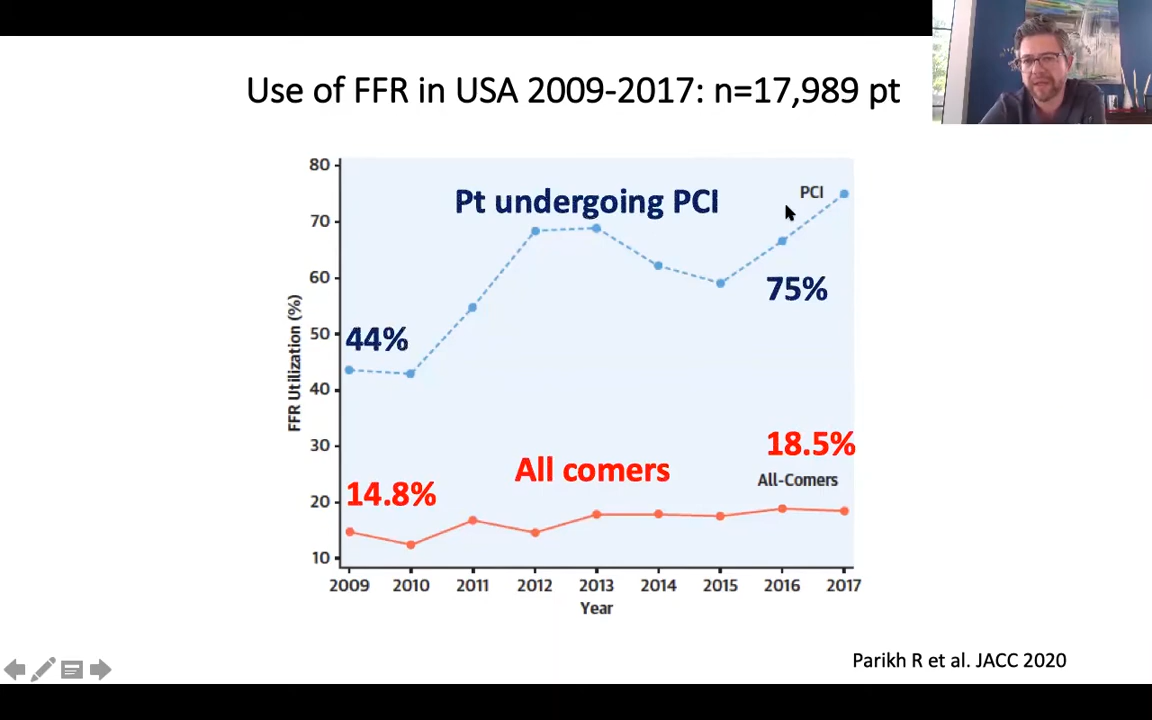 Use of FFR in USA 2009-2017: n=17,989 pt
80
70
60
50
40
30
20
10
FFR Utilization (%)
Pt undergoing PCI
PCI
75%
44%
18.5%
All comers
All-Comers
14.8%
2009 2010 2011 2012 2013 2014 2015 2016 2017
Year
Parikh R et al. JACC 2020